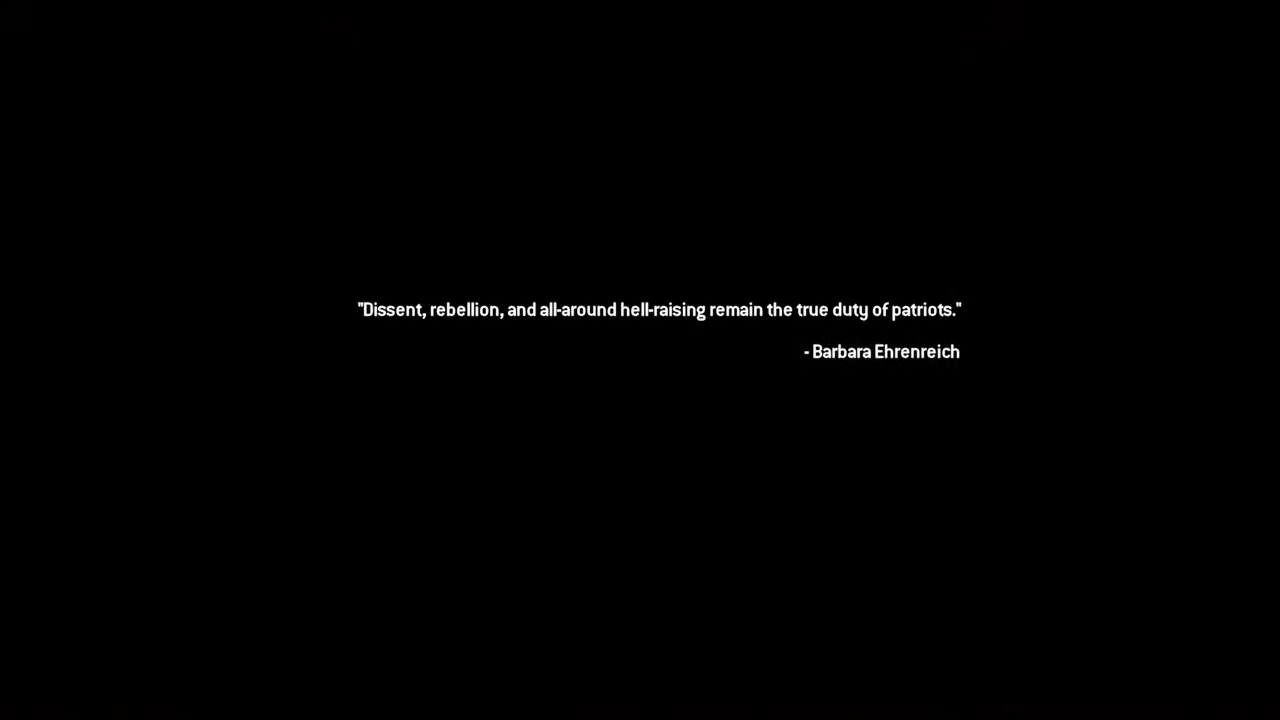 "Dissent, rebellion, and all-around hell-raising remain the true duty of patriots."
- Barbara Ehrenreich